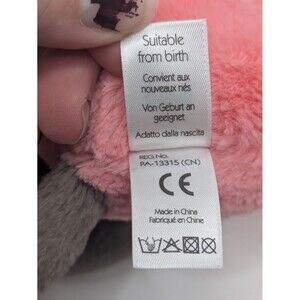 Suitable
from birth
Convient aux
nouveaux nés
Von Geburt an
geeignet
Adatto dalla nascita
REG.No.
PA-13315 (CN)
CE
Made in China
Fabriqué en Chine